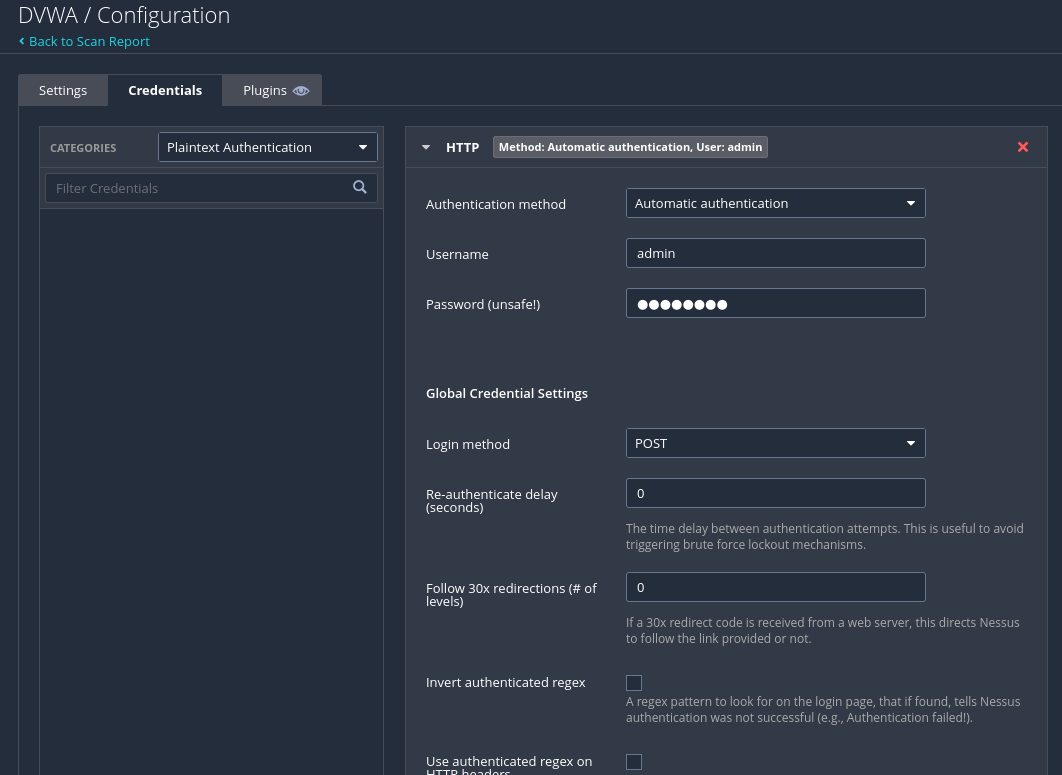 DVWA / Configuration
Back to Scan Report
Settings
Credentials
Plugins
CATEGORIES
Plaintext Authentication
Filter Credentials
HTTP
Method: Automatic authentication, User: admin
Authentication method
Automatic authentication
Username
admin
Password (unsafe!)
●●●●●●●●
Global Credential Settings
Login method
POST
Re-authenticate delay
(seconds)
0
The time delay between authentication attempts. This is useful to avoid
triggering brute force lockout mechanisms.
Follow 30x redirections (# of
levels)
0
If a 30x redirect code is received from a web server, this directs Nessus
to follow the link provided or not.
Invert authenticated regex
A regex pattern to look for on the login page, that if found, tells Nessus
authentication was not successful (e.g., Authentication failed!).
Use authenticated regex on
HTTP headers